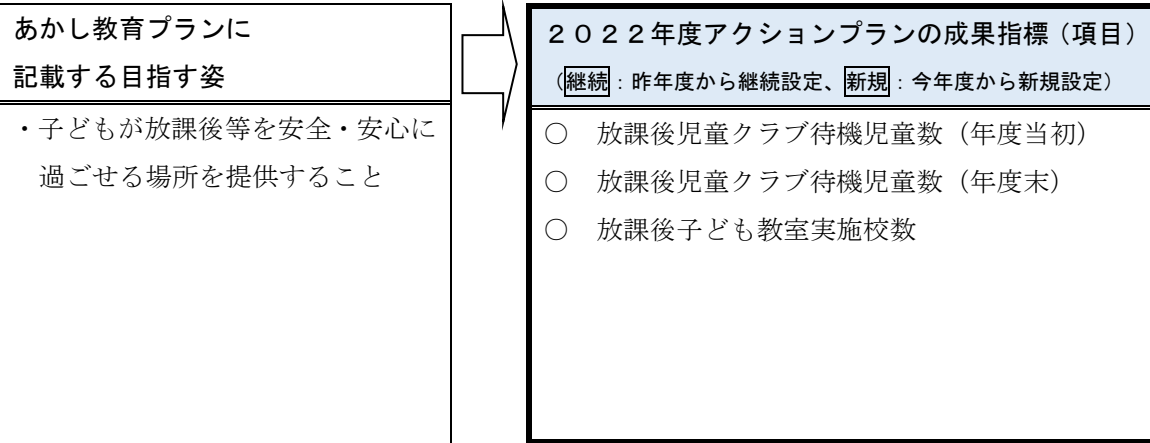 あかし教育プランに
記載する目指す姿
・子どもが放課後等を安全・安心に
過ごせる場所を提供すること
２０２２年度アクションプランの成果指標（項目）
（継続：昨年度から継続設定、新規：今年度から新規設定）
○　放課後児童クラブ待機児童数（年度当初）
○　放課後児童クラブ待機児童数（年度末）
○　放課後子ども教室実施校数